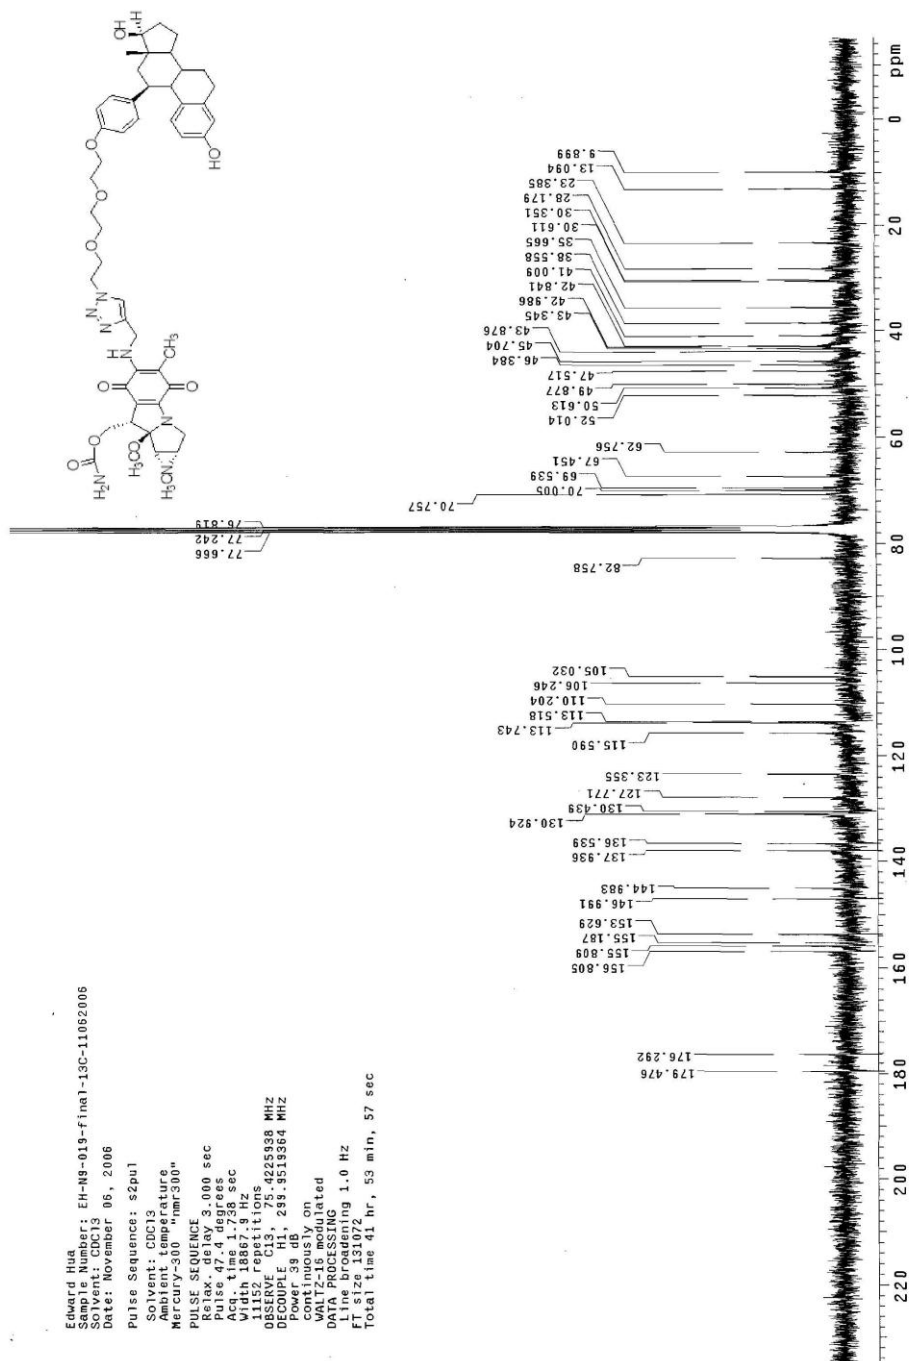 Edward Hua
Sample Number: EH-N9-019-final-13C-11062006
Solvent: CDCl3
Date: November 06, 2006
Pulse Sequence: s2pul
Solvent: CDCl3
Ambient temperature
Mercury-300 "nmr300"
PULSE SEQUENCE
Relax. delay 3.000 sec
Pulse 47.4 degrees
Acq. time 1.738 sec
Width 18867.9 Hz
11152 repetitions
OBSERVE C13, 75.4225938 MHz
DECOUPLE H1, 299.9519364 MHz
Power 39 dB
continuously on
WALTZ-16 modulated
DATA PROCESSING
Line broadening 1.0 Hz
FT size 131072
Total time 41 hr, 53 min, 57 sec
H2N
O
O
H3CO
H3CN
N
O
O
CH3
H
N
N
N
N
O
O
O
O
HO
OH
H
179.476
176.292
156.805
155.809
155.187
153.629
146.991
144.983
137.936
136.539
130.924
130.439
127.771
123.355
115.590
113.743
113.518
110.204
106.246
105.032
82.758
77.666
77.242
76.819
70.757
70.005
69.539
67.451
62.756
52.014
50.613
49.877
47.517
46.384
45.704
43.876
43.345
42.986
42.841
41.009
38.558
35.665
30.611
30.351
28.179
23.385
13.094
9.899
220
200
180
160
140
120
100
80
60
40
20
0
ppm